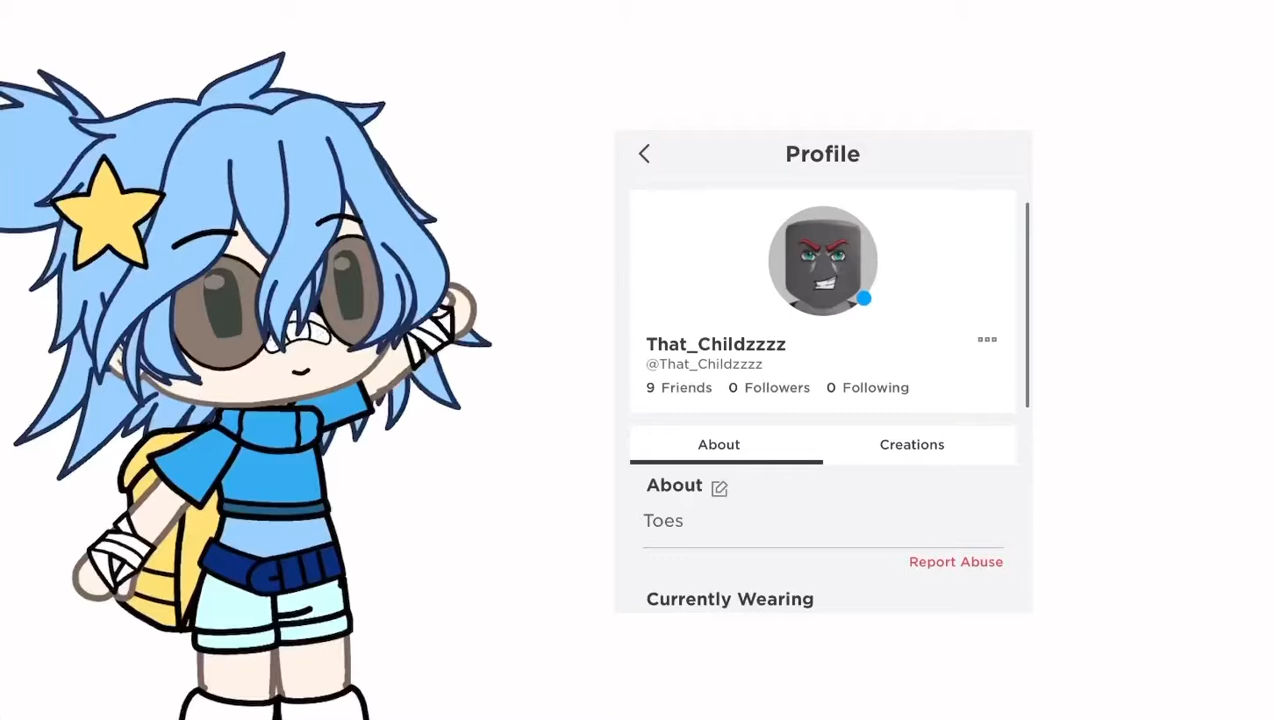 Profile
That_Childzzzz
@That_Childzzzz
9 Friends 0 Followers 0 Following
About Creations
About
Toes
Report Abuse
Currently Wearing